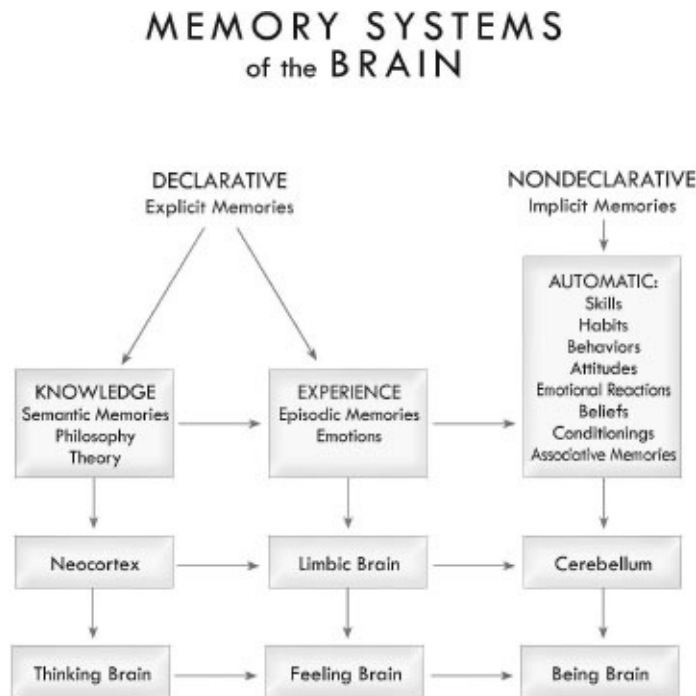 MEMORY SYSTEMS
of the BRAIN
DECLARATIVE
Explicit Memories
NONDECLARATIVE
Implicit Memories
KNOWLEDGE
Semantic Memories
Philosophy
Theory
EXPERIENCE
Episodic Memories
Emotions
AUTOMATIC:
Skills
Habits
Behaviors
Attitudes
Emotional Reactions
Beliefs
Conditionings
Associative Memories
Neocortex
Limbic Brain
Cerebellum
Thinking Brain
Feeling Brain
Being Brain